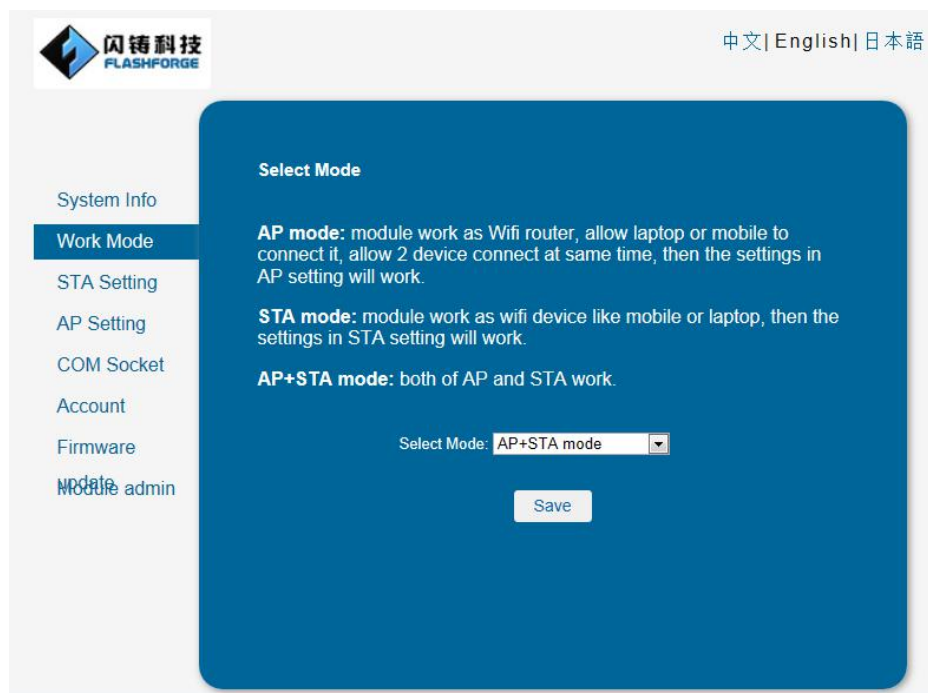 闪铸科技
FLASHFORGE
中文| English| 日本語
System Info
Work Mode
STA Setting
AP Setting
COM Socket
Account
Firmware
update
Module admin
Select Mode
AP mode: module work as Wifi router, allow laptop or mobile to
connect it, allow 2 device connect at same time, then the settings in
AP setting will work.
STA mode: module work as wifi device like mobile or laptop, then the
settings in STA setting will work.
AP+STA mode: both of AP and STA work.
Select Mode: AP+STA mode
Save